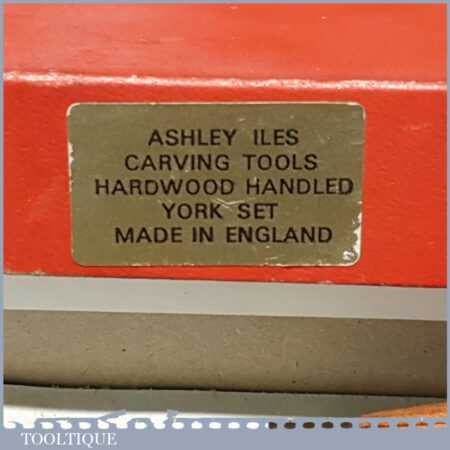 ASHLEY ILES
CARVING TOOLS
HARDWOOD HANDLED
YORK SET
MADE IN ENGLAND
TOOLTIQUE